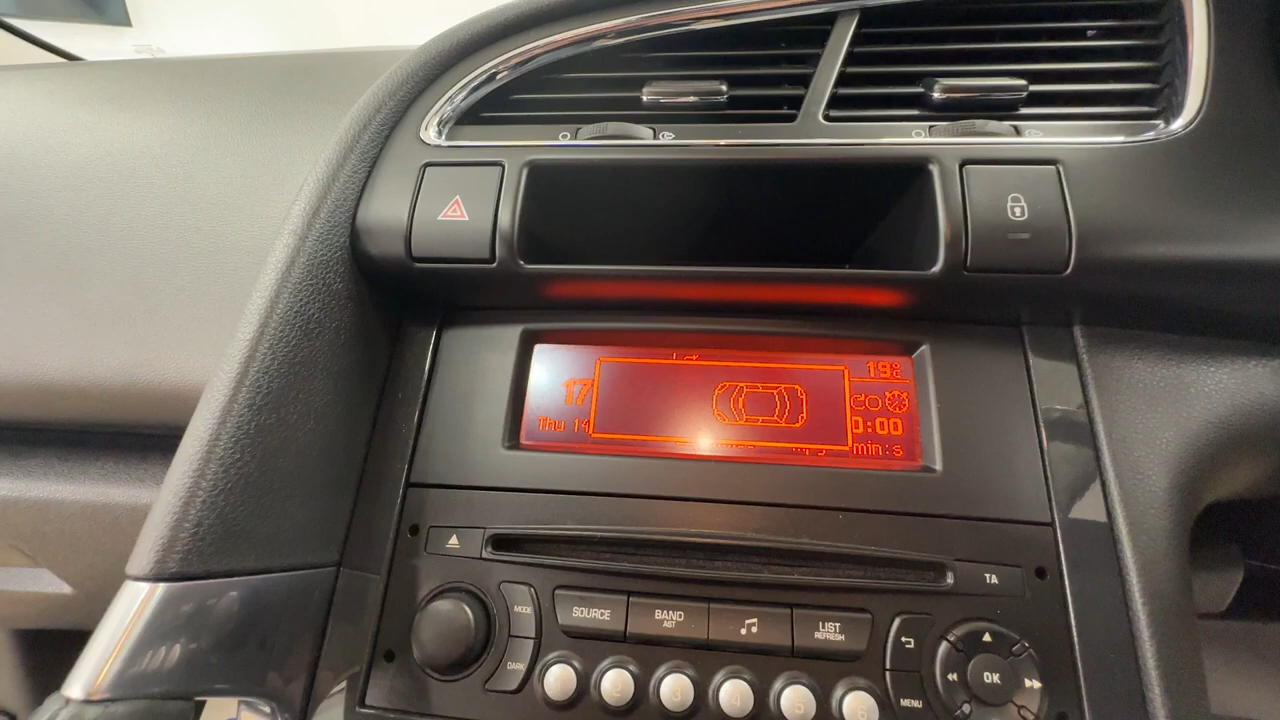 19°C
17
Thu 14
0:00
min:s
TA
MODE
SOURCE
BAND
AST
LIST
REFRESH
DARK
OK
MENU
1 2 3 4 5 6